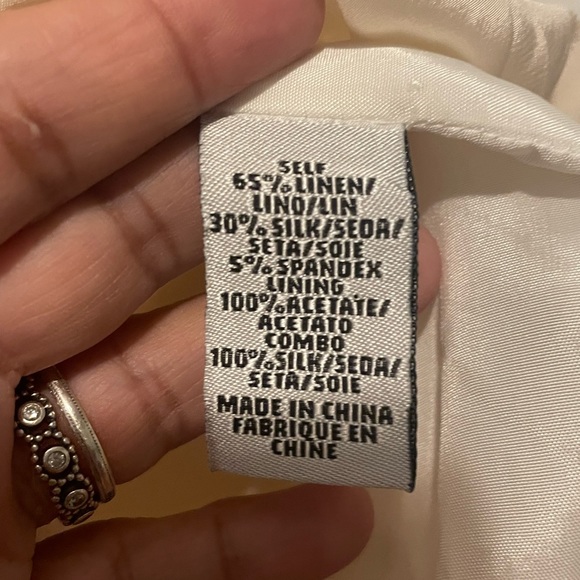 SELF
65% LINEN/
LINO/LIN
30% SILK/SEDA/
SETA/SOIE
5% SPANDEX
LINING
100% ACETATE/
ACETATO
COMBO
100% SILK/SEDA/
SETA/SOIE
MADE IN CHINA
FABRIQUE EN
CHINE